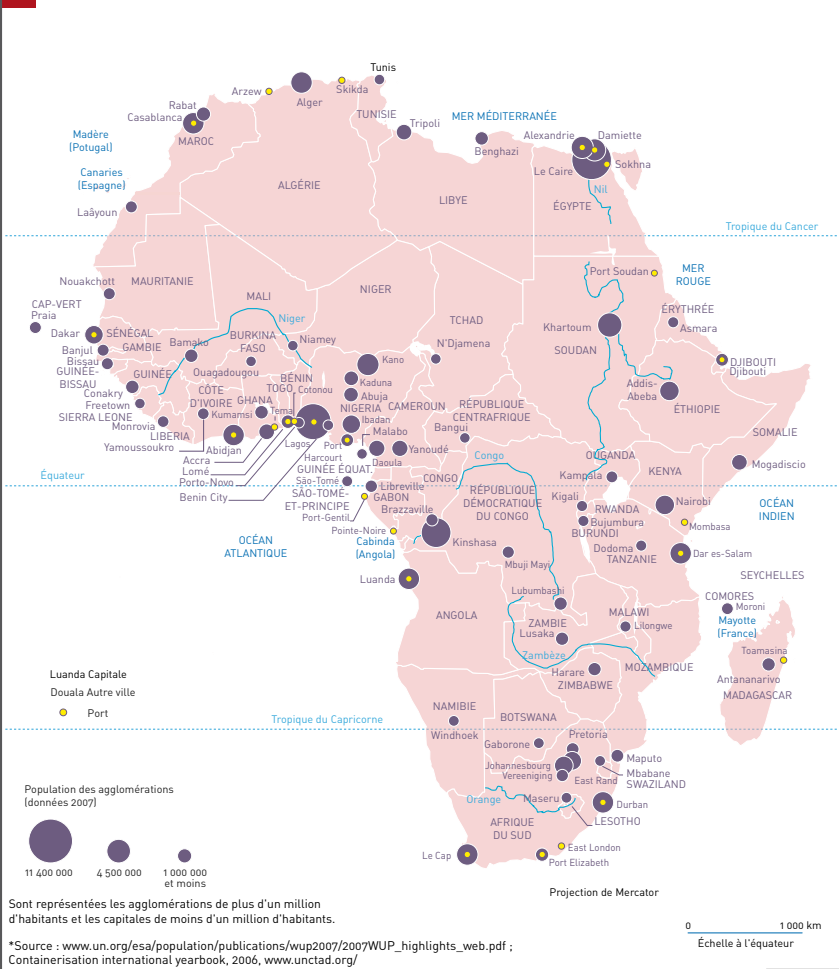 Tunis
Arzew
Skikda
Alger
Rabat
Casablanca
MAROC
TUNISIE
Tripoli
MER MÉDITERRANÉE
Benghazi
Alexandrie
Damiette
Le Caire
Sokhna
Nil
ÉGYPTE
Madère
(Potugal)
Canaries
(Espagne)
Laâyoun
ALGÉRIE
LIBYE
Tropique du Cancer
Nouakchott
MAURITANIE
MALI
NIGER
TCHAD
Port Soudan
MER
ROUGE
CAP-VERT
Praia
Dakar
SÉNÉGAL
GAMBIE
Banjul
Bissau
GUINÉE-
BISSAU
Bamako
BURKINA
FASO
Niger
Niamey
Ouagadougou
N'Djamena
Khartoum
SOUDAN
ÉRYTHRÉE
Asmara
DJIBOUTI
Djibouti
Addis-
Abeba
ÉTHIOPIE
GUINÉE
Conakry
Freetown
SIERRA LEONE
Monrovia
LIBERIA
Yamoussoukro
CÔTE
D'IVOIRE
Kumamsi
GHANA
TOGO
BÉNIN
Cotonou
Tema
Kano
Kaduna
Abuja
NIGERIA
Ibadan
Abidjan
Accra
Lomé
Porto-Novo
Benin City
Lagos
Port
Harcourt
Malabo
CAMEROUN
Daoula
Yanoudé
RÉPUBLIQUE
CENTRAFRIQUE
Bangui
SOMALIE
Mogadiscio
Équateur
GUINÉE ÉQUAT.
São-Tomé
SÃO-TOMÉ-
ET-PRINCIPE
Libreville
GABON
Port-Gentil
CONGO
Congo
Brazzaville
Pointe-Noire
Cabinda
(Angola)
Kinshasa
RÉPUBLIQUE
DÉMOCRATIQUE
DU CONGO
OUGANDA
Kampala
KENYA
Nairobi
Kigali
RWANDA
Bujumbura
BURUNDI
Mombasa
OCÉAN
INDIEN
OCÉAN
ATLANTIQUE
Dodoma
TANZANIE
Dar es-Salam
Mbuji Mayi
Luanda
Lubumbashi
SEYCHELLES
COMORES
Moroni
Mayotte
(France)
ANGOLA
ZAMBIE
Lusaka
MALAWI
Lilongwe
Zambèze
Toamasina
Antananarivo
MADAGASCAR
Harare
ZIMBABWE
MOZAMBIQUE
NAMIBIE
Windhoek
BOTSWANA
Gaborone
Tropique du Capricorne
Pretoria
Johannesbourg
Vereeniging
East Rand
Maputo
Mbabane
SWAZILAND
Orange
Maseru
LESOTHO
Durban
AFRIQUE
DU SUD
Le Cap
East London
Port Elizabeth
Luanda Capitale
Douala Autre ville
Port
Population des agglomérations
(données 2007)
11 400 000
4 500 000
1 000 000
et moins
Projection de Mercator
0
1 000 km
Échelle à l'équateur
Sont représentées les agglomérations de plus d'un million
d'habitants et les capitales de moins d'un million d'habitants.
*Source : www.un.org/esa/population/publications/wup2007/2007WUP_highlights_web.pdf ;
Containerisation international yearbook, 2006, www.unctad.org/